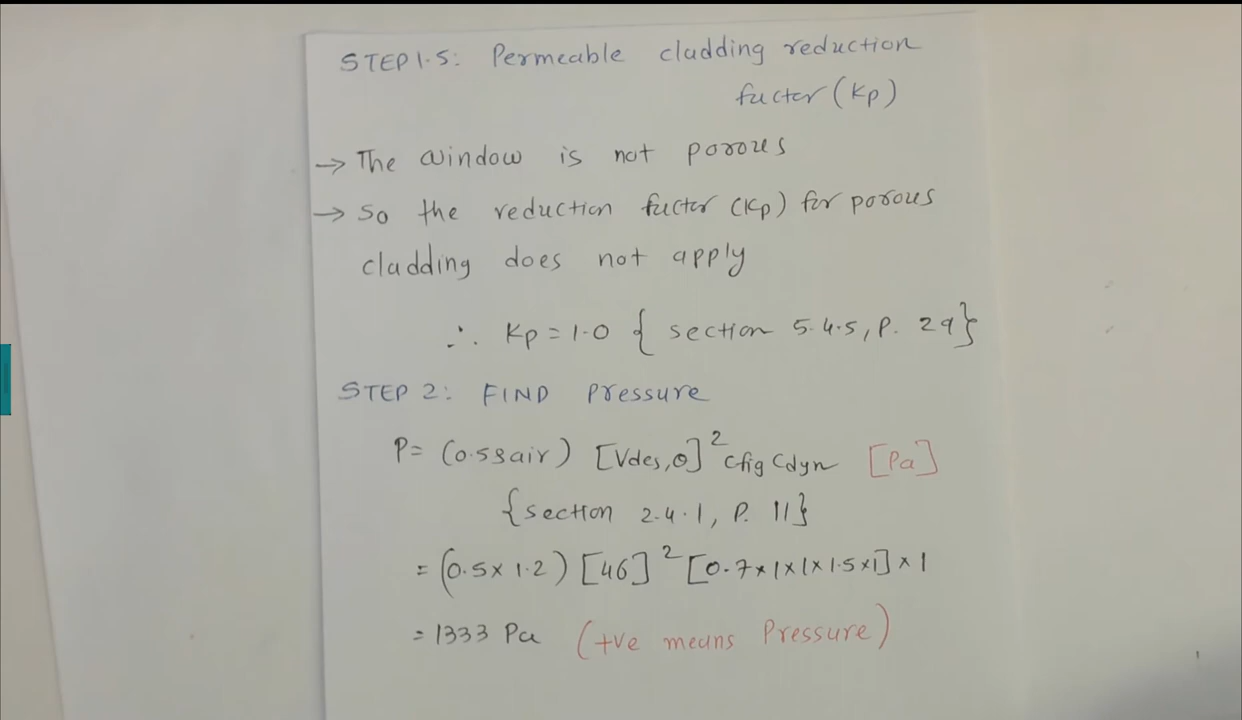 STEP 1.5: Permeable cladding reduction
factor (Kp)
→ The window is not porous
→ So the reduction factor (Kp) for porous
cladding does not apply
∴ Kp = 1.0 { section 5.4.5, P. 29}
STEP 2: FIND Pressure
P = (0.5ρair) [Vdes,θ]² Cfig Cdyn [Pa]
{section 2.4.1, P. 11}
= (0.5 x 1.2) [46]² [0.7 x 1 x 1 x 1.5 x 1] x 1
= 1333 Pa (+ve means Pressure)